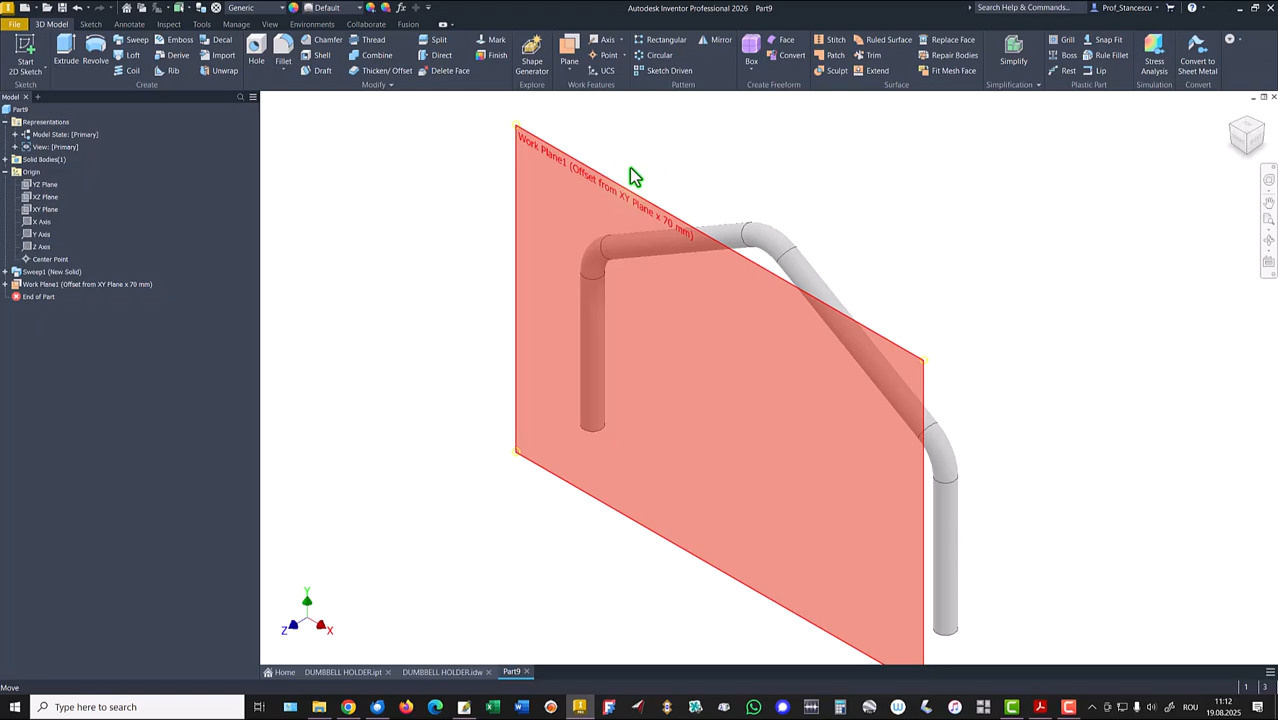 Generic
Default
Autodesk Inventor Professional 2026 Part9
Search Help & Commands...
Prof_Stancescu
File
3D Model
Sketch
Annotate
Inspect
Tools
Manage
View
Environments
Collaborate
Fusion
Start
2D Sketch
Extrude
Revolve
Sweep
Emboss
Decal
Loft
Derive
Import
Coil
Rib
Unwrap
Hole
Fillet
Chamfer
Thread
Split
Mark
Shell
Combine
Direct
Finish
Draft
Thicken/ Offset
Delete Face
Shape
Generator
Plane
Axis
Point
UCS
Rectangular
Mirror
Circular
Sketch Driven
Box
Face
Convert
Stitch
Ruled Surface
Replace Face
Patch
Trim
Repair Bodies
Sculpt
Extend
Fit Mesh Face
Simplify
Grill
Snap Fit
Boss
Rule Fillet
Rest
Lip
Stress
Analysis
Convert to
Sheet Metal
Sketch
Create
Modify
Explore
Work Features
Pattern
Create Freeform
Surface
Simplification
Plastic Part
Simulation
Convert
Model
Part9
Representations
Model State: [Primary]
View: [Primary]
Solid Bodies(1)
Origin
YZ Plane
XZ Plane
XY Plane
X Axis
Y Axis
Z Axis
Center Point
Sweep1 (New Solid)
Work Plane1 (Offset from XY Plane x 70 mm)
End of Part
Work Plane1 (Offset from XY Plane x 70 mm)
Y
Z
X
Home
DUMBBELL HOLDER.ipt
DUMBBELL HOLDER.idw
Part9
Move
1
3
Type here to search
ROU
11:12
19.08.2025